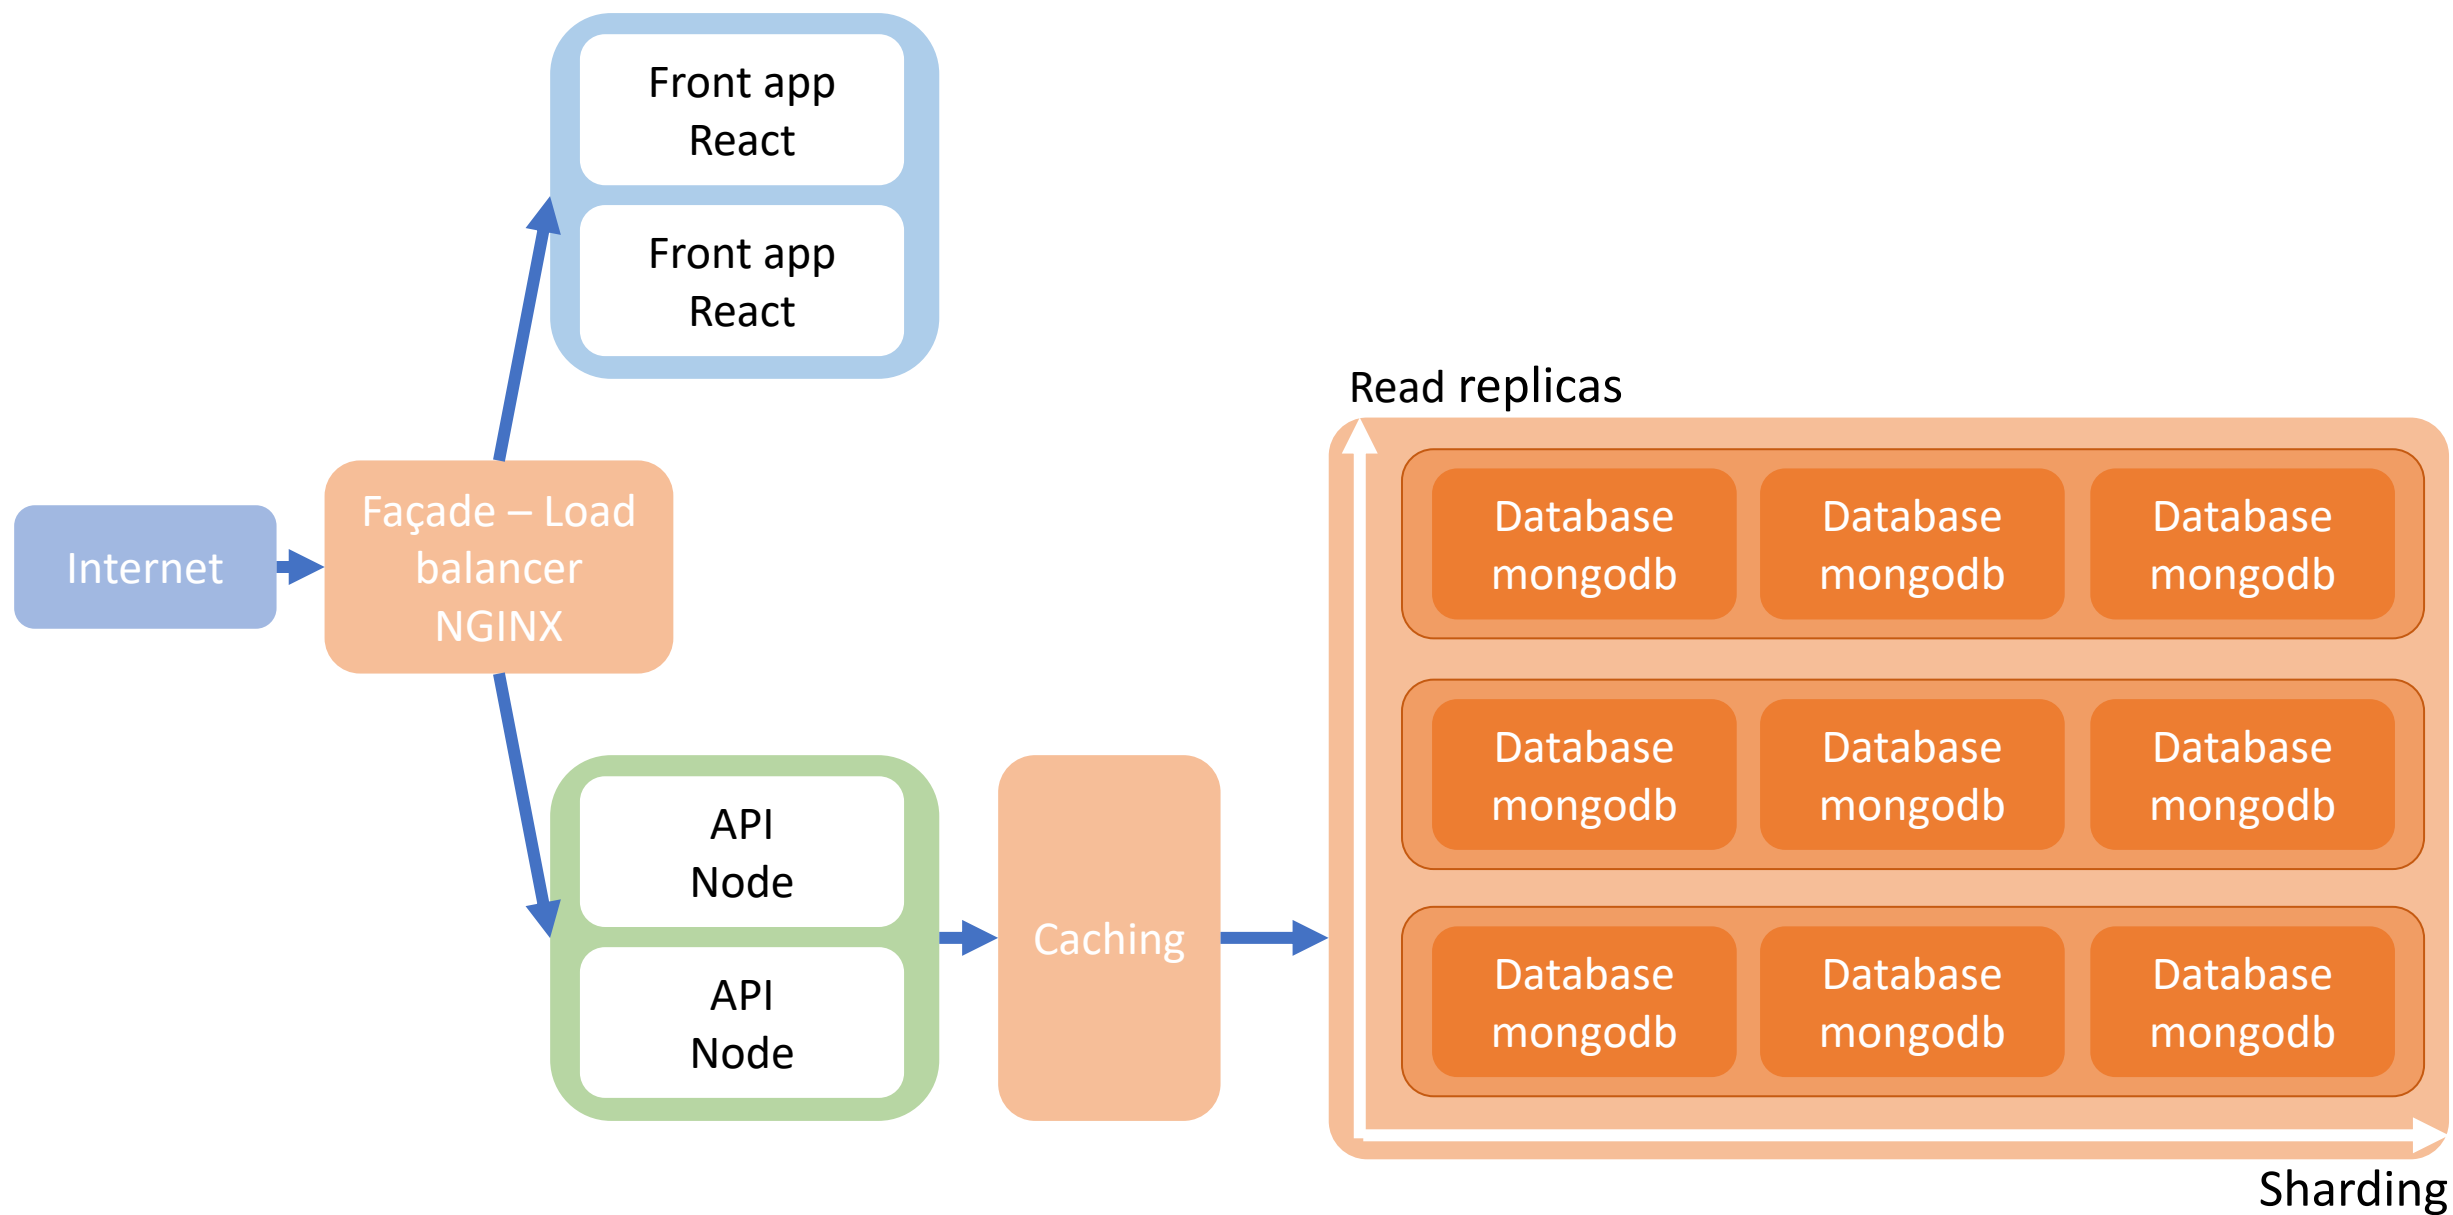 Front app
React
Front app
React
Internet
Façade – Load
balancer
NGINX
API
Node
API
Node
Caching
Read replicas
Database
mongodb
Database
mongodb
Database
mongodb
Database
mongodb
Database
mongodb
Database
mongodb
Database
mongodb
Database
mongodb
Database
mongodb
Sharding